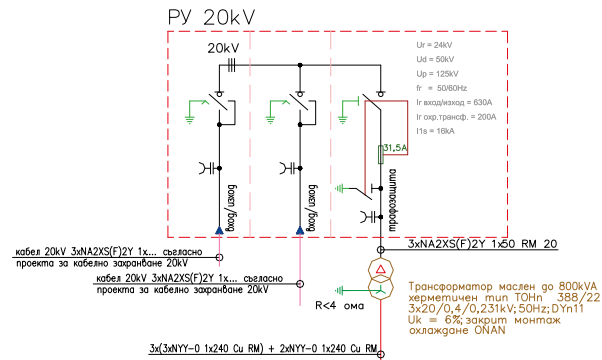 РУ 20kV
20kV
Ur = 24kV
Ud = 50kV
Up = 125kV
fr = 50/60Hz
Ir вход/изход = 630A
Ir охр.трансф. = 200A
I1s = 16kA
31,5A
вход/изход
вход/изход
трафозащита
кабел 20kV 3xNA2XS(F)2Y 1x... съгласно
проекта за кабелно захранване 20kV
3xNA2XS(F)2Y 1x50 RM 20
кабел 20kV 3xNA2XS(F)2Y 1x... съгласно
проекта за кабелно захранване 20kV
R<4 ома
Трансформатор маслен до 800kVA
херметичен тип TOHn 388/22
3x20/0,4/0,231kV; 50Hz; DYn11
Uk = 6%; закрит монтаж
охлаждане ONAN
3x(3xNYY-0 1x240 Cu RM) + 2xNYY-0 1x240 Cu RM